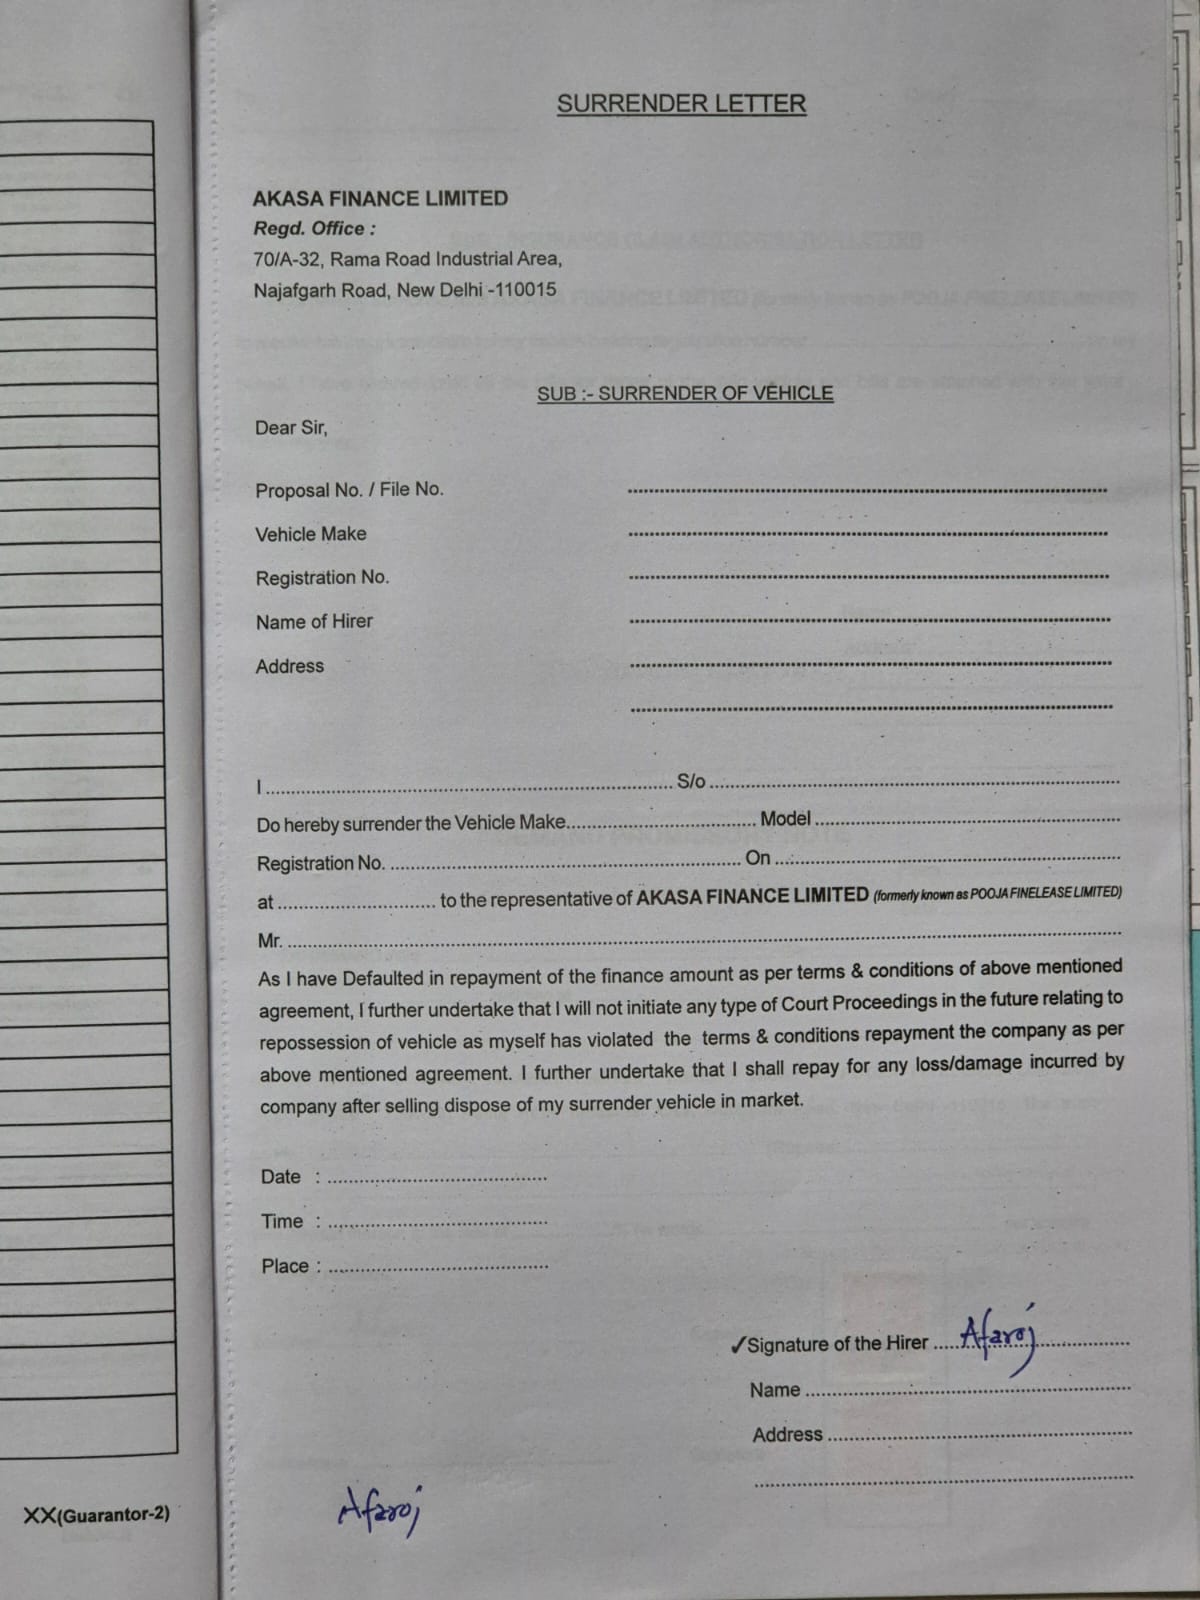 SURRENDER LETTER
AKASA FINANCE LIMITED
Regd. Office :
70/A-32, Rama Road Industrial Area,
Najafgarh Road, New Delhi -110015
SUB :- SURRENDER OF VEHICLE
Dear Sir,
Proposal No. / File No. ........................................
Vehicle Make ........................................
Registration No. ........................................
Name of Hirer ........................................
Address ........................................
........................................
I ........................................ S/o ........................................
Do hereby surrender the Vehicle Make........................ Model ........................................
Registration No. ........................................ On ........................................
at ............................ to the representative of AKASA FINANCE LIMITED (formerly known as POOJA FINELEASE LIMITED)
Mr. ........................................
As I have Defaulted in repayment of the finance amount as per terms & conditions of above mentioned
agreement, I further undertake that I will not initiate any type of Court Proceedings in the future relating to
repossession of vehicle as myself has violated the terms & conditions repayment the company as per
above mentioned agreement. I further undertake that I shall repay for any loss/damage incurred by
company after selling dispose of my surrender vehicle in market.
Date : ........................................
Time : ........................................
Place : ........................................
✓Signature of the Hirer ..... Afaroj ....................
Name ........................................
Address ........................................
........................................
XX(Guarantor-2)
Afaroj